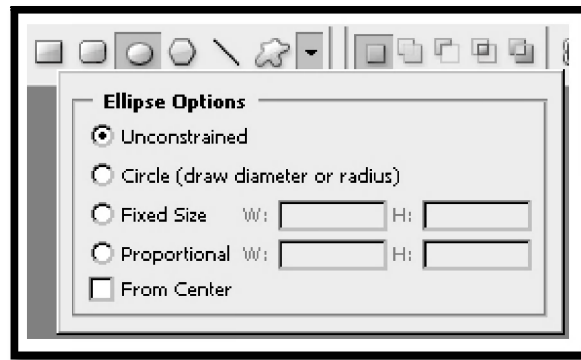 Ellipse Options
Unconstrained
Circle (draw diameter or radius)
Fixed Size W: H:
Proportional W: H:
From Center